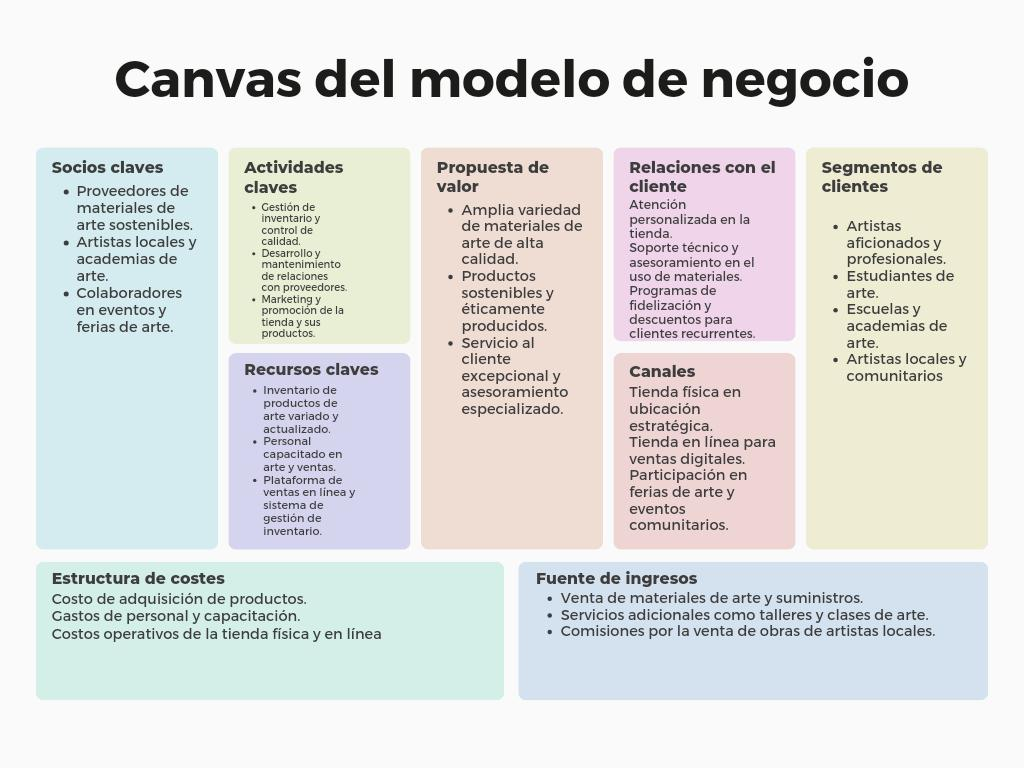 Canvas del modelo de negocio
Socios claves
• Proveedores de
materiales de
arte sostenibles.
• Artistas locales y
academias de
arte.
• Colaboradores
en eventos y
ferias de arte.
Actividades
claves
• Gestión de
inventario y
control de
calidad.
• Desarrollo y
mantenimiento
de relaciones
con proveedores.
• Marketing y
promoción de la
tienda y sus
productos.
Recursos claves
• Inventario de
productos de
arte variado y
actualizado.
• Personal
capacitado en
arte y ventas.
• Plataforma de
ventas en línea y
sistema de
gestión de
inventario.
Propuesta de
valor
• Amplia variedad
de materiales de
arte de alta
calidad.
• Productos
sostenibles y
éticamente
producidos.
• Servicio al
cliente
excepcional y
asesoramiento
especializado.
Relaciones con el
cliente
Atención
personalizada en la
tienda.
Soporte técnico y
asesoramiento en el
uso de materiales.
Programas de
fidelización y
descuentos para
clientes recurrentes.
Canales
Tienda física en
ubicación
estratégica.
Tienda en línea para
ventas digitales.
Participación en
ferias de arte y
eventos
comunitarios.
Segmentos de
clientes
• Artistas
aficionados y
profesionales.
• Estudiantes de
arte.
• Escuelas y
academias de
arte.
• Artistas locales y
comunitarios
Estructura de costes
Costo de adquisición de productos.
Gastos de personal y capacitación.
Costos operativos de la tienda física y en línea
Fuente de ingresos
• Venta de materiales de arte y suministros.
• Servicios adicionales como talleres y clases de arte.
• Comisiones por la venta de obras de artistas locales.